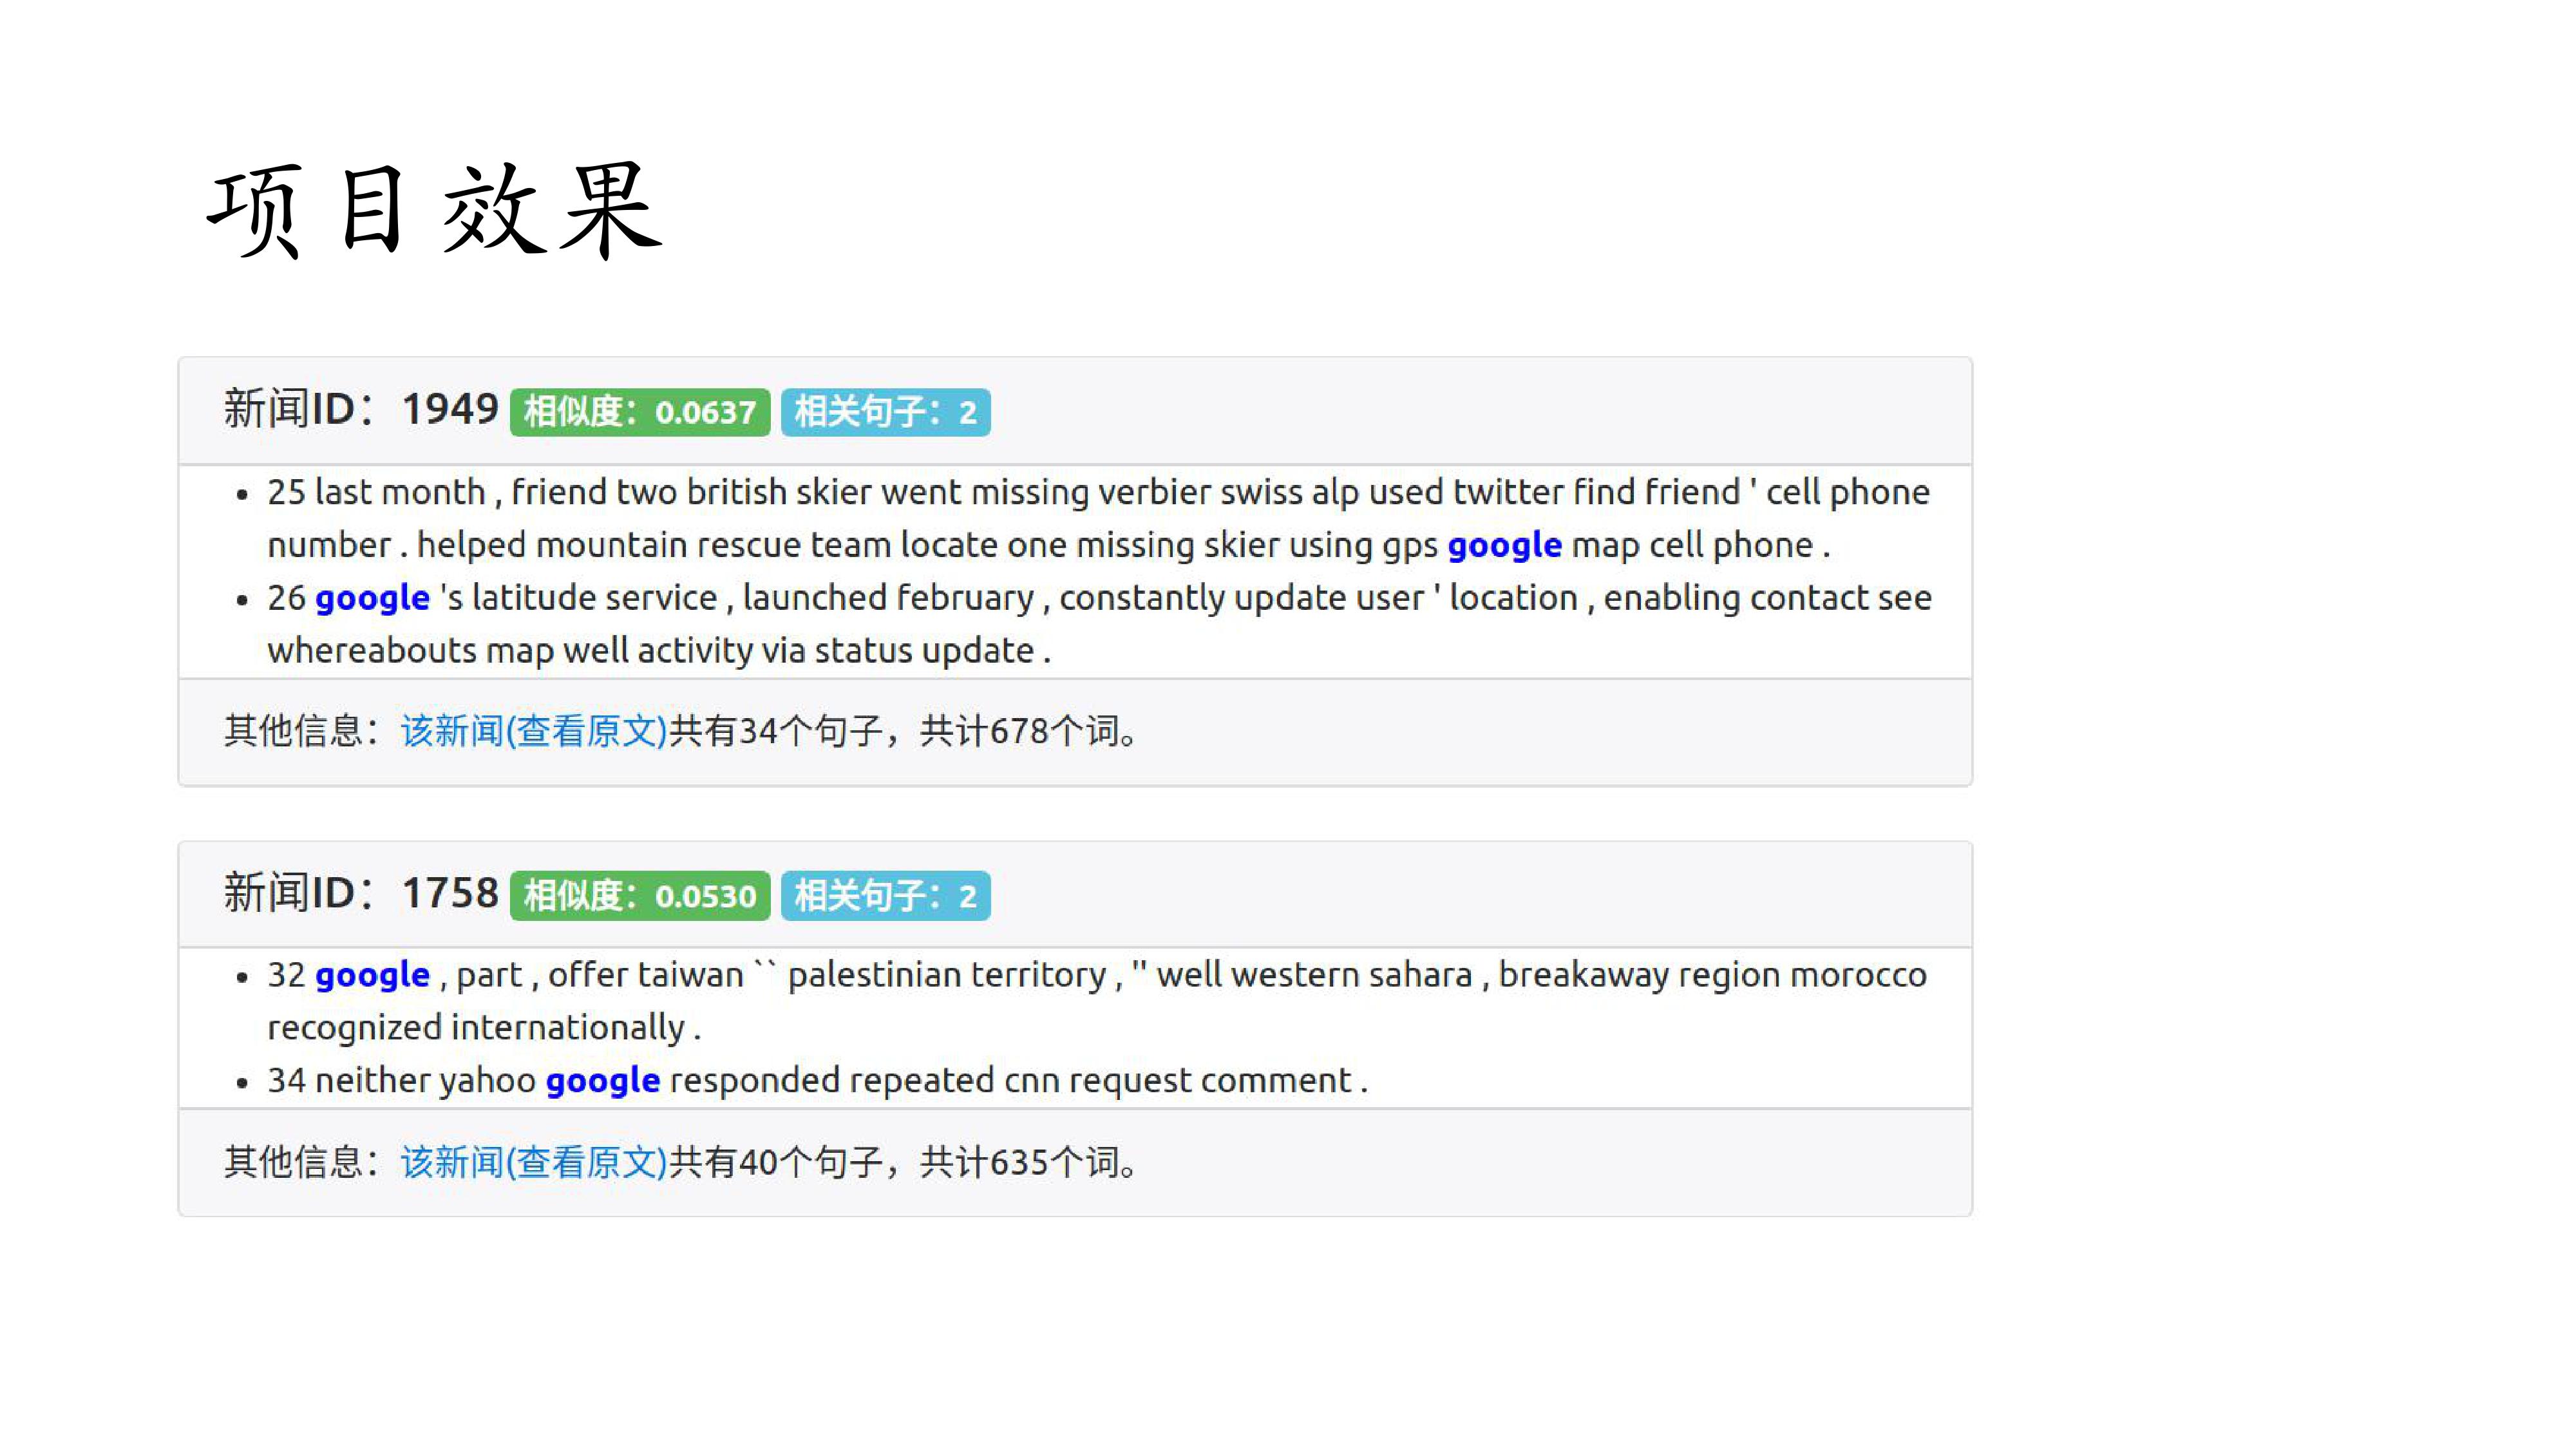 项目效果
新闻ID：1949 相似度：0.0637 相关句子：2
• 25 last month , friend two british skier went missing verbier swiss alp used twitter find friend ' cell phone
number . helped mountain rescue team locate one missing skier using gps google map cell phone .
• 26 google 's latitude service , launched february , constantly update user ' location , enabling contact see
whereabouts map well activity via status update .
其他信息：该新闻(查看原文)共有34个句子，共计678个词。
新闻ID：1758 相似度：0.0530 相关句子：2
• 32 google , part , offer taiwan `` palestinian territory , '' well western sahara , breakaway region morocco
recognized internationally .
• 34 neither yahoo google responded repeated cnn request comment .
其他信息：该新闻(查看原文)共有40个句子，共计635个词。